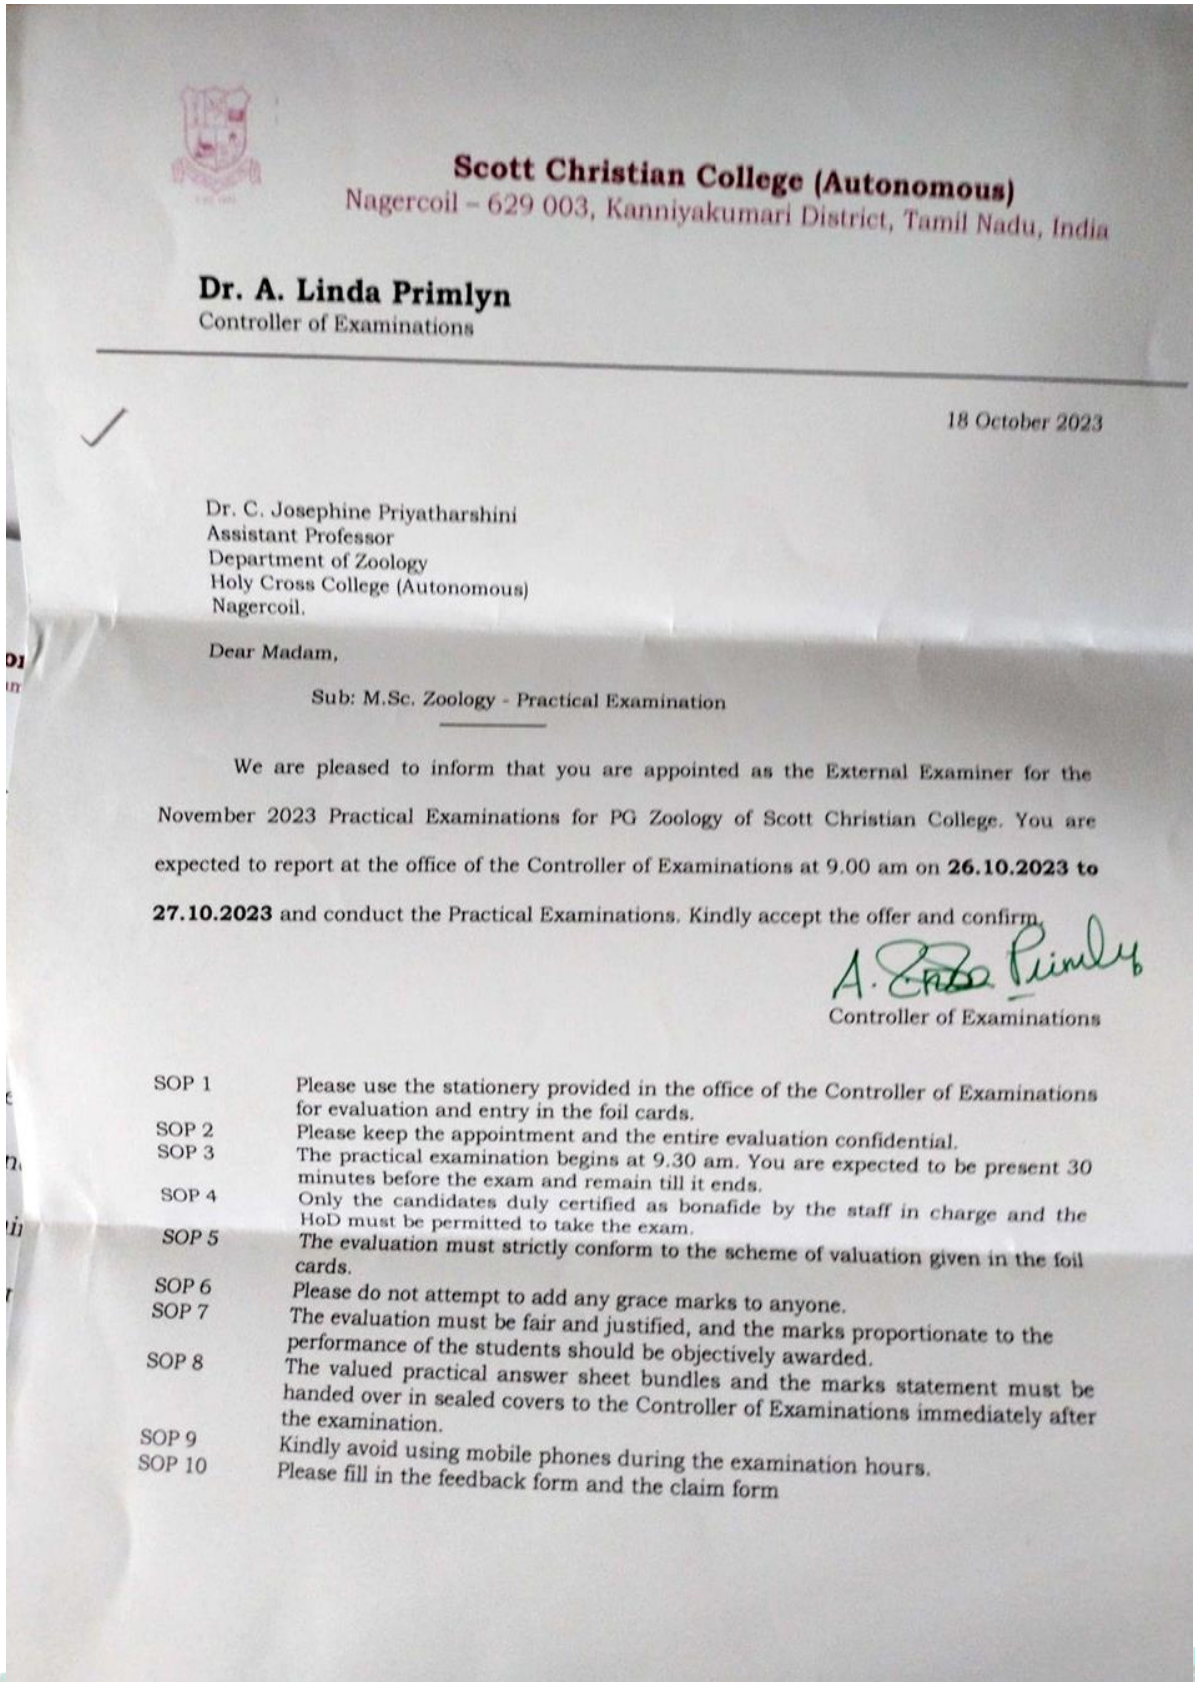 Scott Christian College (Autonomous)
Nagercoil – 629 003, Kanniyakumari District, Tamil Nadu, India
Dr. A. Linda Primlyn
Controller of Examinations
18 October 2023
Dr. C. Josephine Priyatharshini
Assistant Professor
Department of Zoology
Holy Cross College (Autonomous)
Nagercoil.
Dear Madam,
Sub: M.Sc. Zoology - Practical Examination
We are pleased to inform that you are appointed as the External Examiner for the
November 2023 Practical Examinations for PG Zoology of Scott Christian College. You are
expected to report at the office of the Controller of Examinations at 9.00 am on 26.10.2023 to
27.10.2023 and conduct the Practical Examinations. Kindly accept the offer and confirm.
A. Linda Primlyn
Controller of Examinations
SOP 1 Please use the stationery provided in the office of the Controller of Examinations
for evaluation and entry in the foil cards.
SOP 2 Please keep the appointment and the entire evaluation confidential.
SOP 3 The practical examination begins at 9.30 am. You are expected to be present 30
minutes before the exam and remain till it ends.
SOP 4 Only the candidates duly certified as bonafide by the staff in charge and the
HoD must be permitted to take the exam.
SOP 5 The evaluation must strictly conform to the scheme of valuation given in the foil
cards.
SOP 6 Please do not attempt to add any grace marks to anyone.
SOP 7 The evaluation must be fair and justified, and the marks proportionate to the
performance of the students should be objectively awarded.
SOP 8 The valued practical answer sheet bundles and the marks statement must be
handed over in sealed covers to the Controller of Examinations immediately after
the examination.
SOP 9 Kindly avoid using mobile phones during the examination hours.
SOP 10 Please fill in the feedback form and the claim form